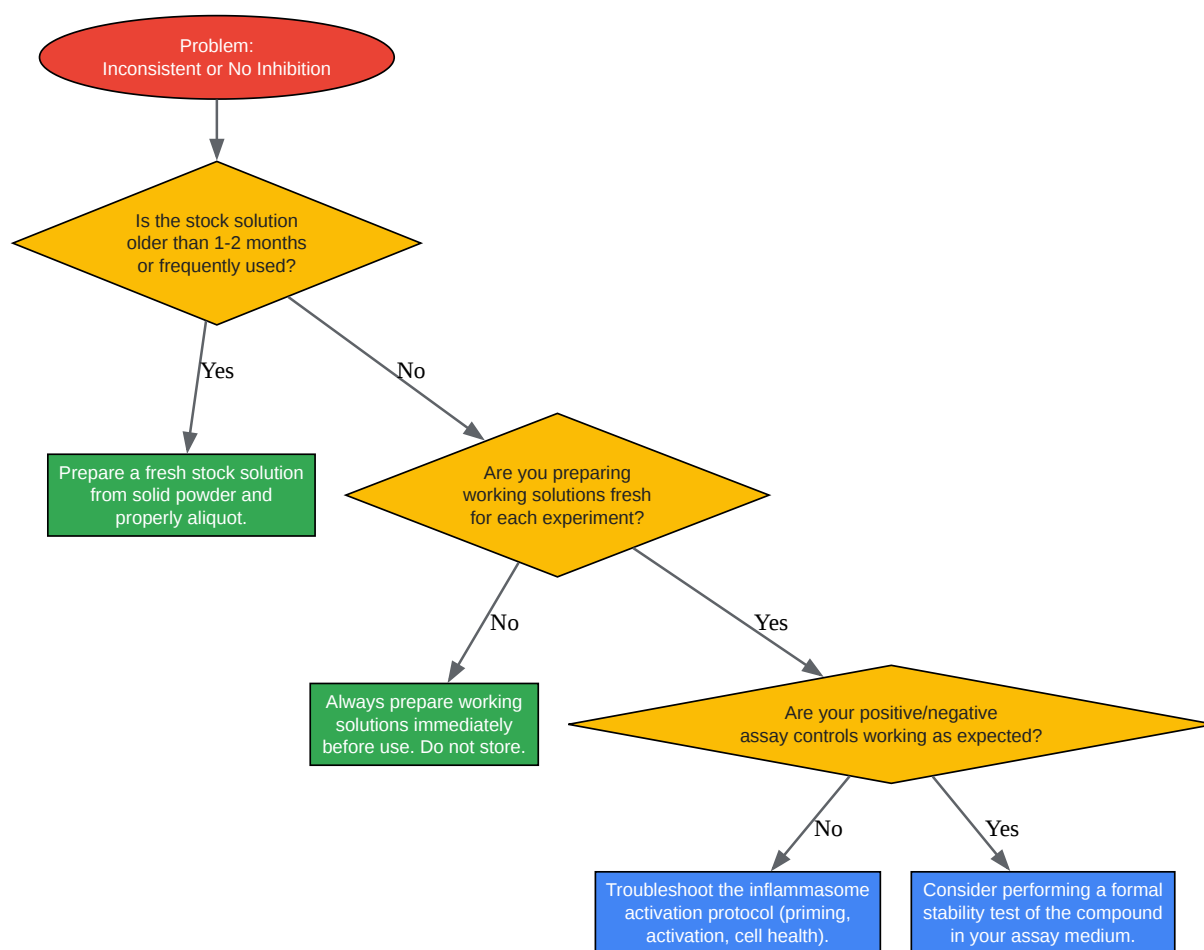 Problem:
Inconsistent or No Inhibition
Is the stock solution
older than 1-2 months
or frequently used?
Yes
No
Prepare a fresh stock solution
from solid powder and
properly aliquot.
Are you preparing
working solutions fresh
for each experiment?
No
Yes
Always prepare working
solutions immediately
before use. Do not store.
Are your positive/negative
assay controls working as expected?
No
Yes
Troubleshoot the inflammasome
activation protocol (priming,
activation, cell health).
Consider performing a formal
stability test of the compound
in your assay medium.